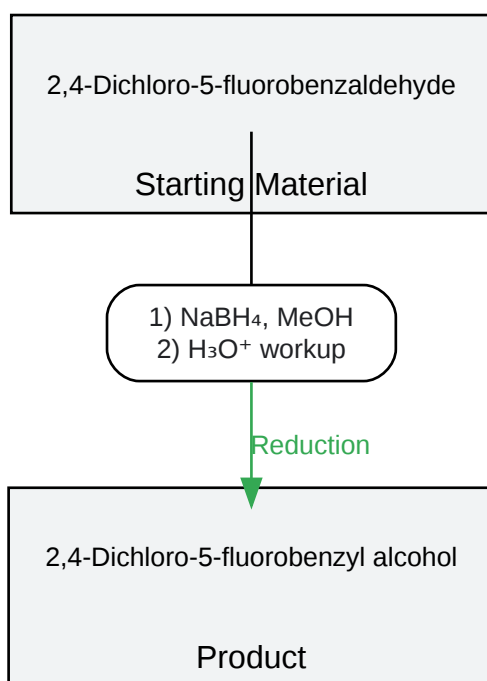 2,4-Dichloro-5-fluorobenzaldehyde
Starting Material
1) NaBH₄, MeOH
2) H₃O⁺ workup
Reduction
2,4-Dichloro-5-fluorobenzyl alcohol
Product